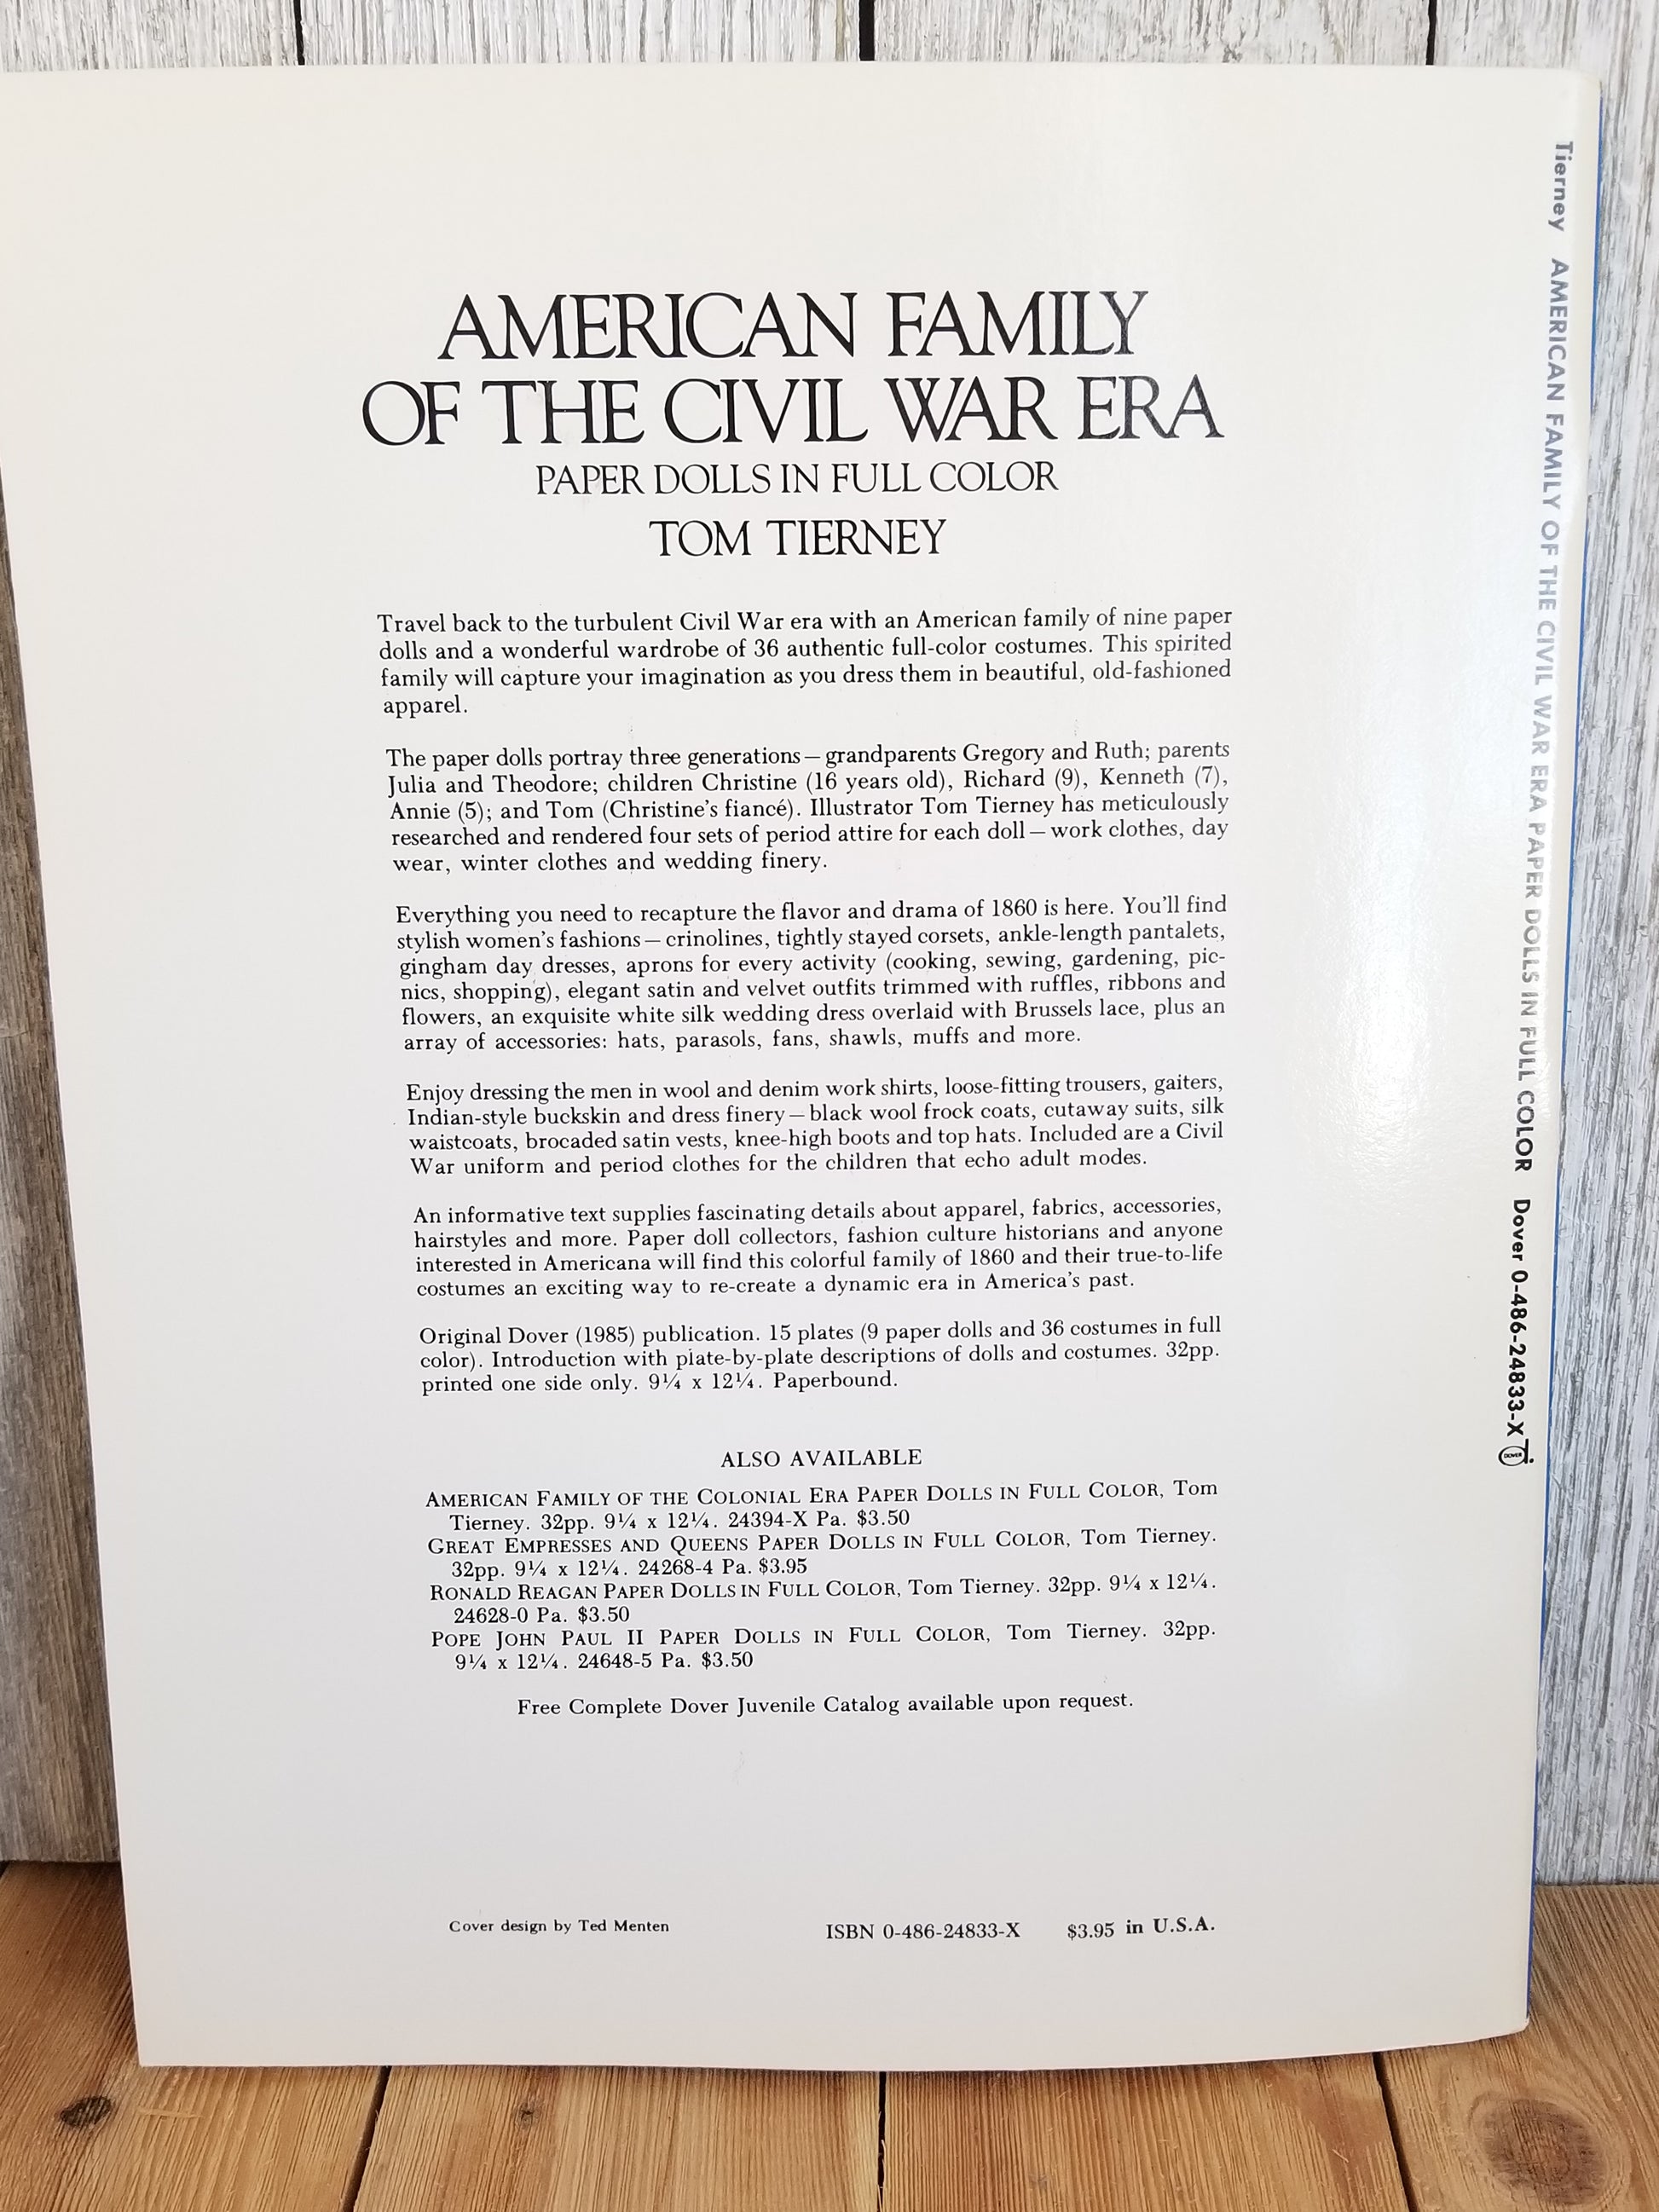 AMERICAN FAMILY
OF THE CIVIL WAR ERA
PAPER DOLLS IN FULL COLOR
TOM TIERNEY
Travel back to the turbulent Civil War era with an American family of nine paper
dolls and a wonderful wardrobe of 36 authentic full-color costumes. This spirited
family will capture your imagination as you dress them in beautiful, old-fashioned
apparel.
The paper dolls portray three generations—grandparents Gregory and Ruth; parents
Julia and Theodore; children Christine (16 years old), Richard (9), Kenneth (7),
Annie (5); and Tom (Christine's fiancé). Illustrator Tom Tierney has meticulously
researched and rendered four sets of period attire for each doll—work clothes, day
wear, winter clothes and wedding finery.
Everything you need to recapture the flavor and drama of 1860 is here. You'll find
stylish women's fashions—crinolines, tightly stayed corsets, ankle-length pantalets,
gingham day dresses, aprons for every activity (cooking, sewing, gardening, pic-
nics, shopping), elegant satin and velvet outfits trimmed with ruffles, ribbons and
flowers, an exquisite white silk wedding dress overlaid with Brussels lace, plus an
array of accessories: hats, parasols, fans, shawls, muffs and more.
Enjoy dressing the men in wool and denim work shirts, loose-fitting trousers, gaiters,
Indian-style buckskin and dress finery—black wool frock coats, cutaway suits, silk
waistcoats, brocaded satin vests, knee-high boots and top hats. Included are a Civil
War uniform and period clothes for the children that echo adult modes.
An informative text supplies fascinating details about apparel, fabrics, accessories,
hairstyles and more. Paper doll collectors, fashion culture historians and anyone
interested in Americana will find this colorful family of 1860 and their true-to-life
costumes an exciting way to re-create a dynamic era in America's past.
Original Dover (1985) publication. 15 plates (9 paper dolls and 36 costumes in full
color). Introduction with plate-by-plate descriptions of dolls and costumes. 32pp.
printed one side only. 9¼ x 12¼. Paperbound.
ALSO AVAILABLE
AMERICAN FAMILY OF THE COLONIAL ERA PAPER DOLLS IN FULL COLOR, Tom
Tierney. 32pp. 9¼ x 12¼. 24394-X Pa. $3.50
GREAT EMPRESSES AND QUEENS PAPER DOLLS IN FULL COLOR, Tom Tierney.
32pp. 9¼ x 12¼. 24268-4 Pa. $3.95
RONALD REAGAN PAPER DOLLS IN FULL COLOR, Tom Tierney. 32pp. 9¼ x 12¼.
24628-0 Pa. $3.50
POPE JOHN PAUL II PAPER DOLLS IN FULL COLOR, Tom Tierney. 32pp.
9¼ x 12¼. 24648-5 Pa. $3.50
Free Complete Dover Juvenile Catalog available upon request.
Cover design by Ted Menten ISBN 0-486-24833-X $3.95 in U.S.A.
Tierney AMERICAN FAMILY OF THE CIVIL WAR ERA PAPER DOLLS IN FULL COLOR Dover 0-486-24833-X
DOVER